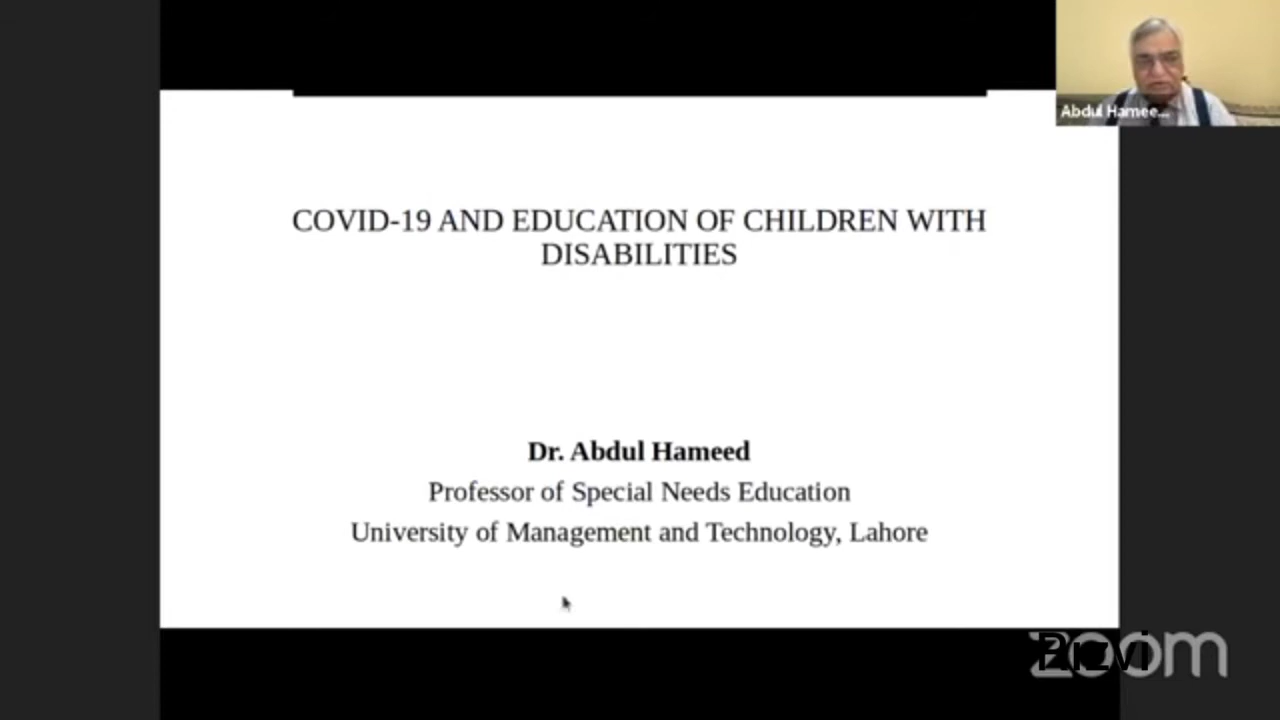 Abdul Hamee...
COVID-19 AND EDUCATION OF CHILDREN WITH
DISABILITIES
Dr. Abdul Hameed
Professor of Special Needs Education
University of Management and Technology, Lahore
zoom